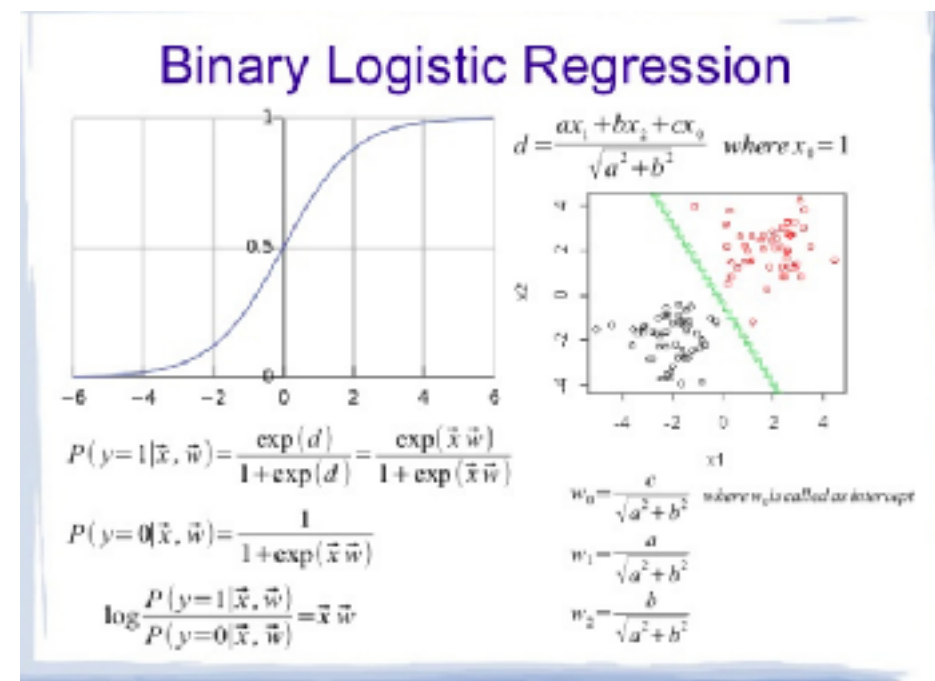 Binary Logistic Regression
1
0.5
0
−6 −4 −2 0 2 4 6
P(y=1|x⃗, w⃗)=exp(d)/(1+exp(d))=exp(x⃗ w⃗)/(1+exp(x⃗ w⃗))
P(y=0|x⃗, w⃗)=1/(1+exp(x⃗ w⃗))
log P(y=1|x⃗, w⃗)/P(y=0|x⃗, w⃗)=x⃗ w⃗
d=(ax₁+bx₂+cx₀)/√(a²+b²) where x₀=1
4
2
0
-2
-4
x2
-4 -2 0 2 4
x1
w₀=c/√(a²+b²) where w₀ is called as intercept
w₁=a/√(a²+b²)
w₂=b/√(a²+b²)